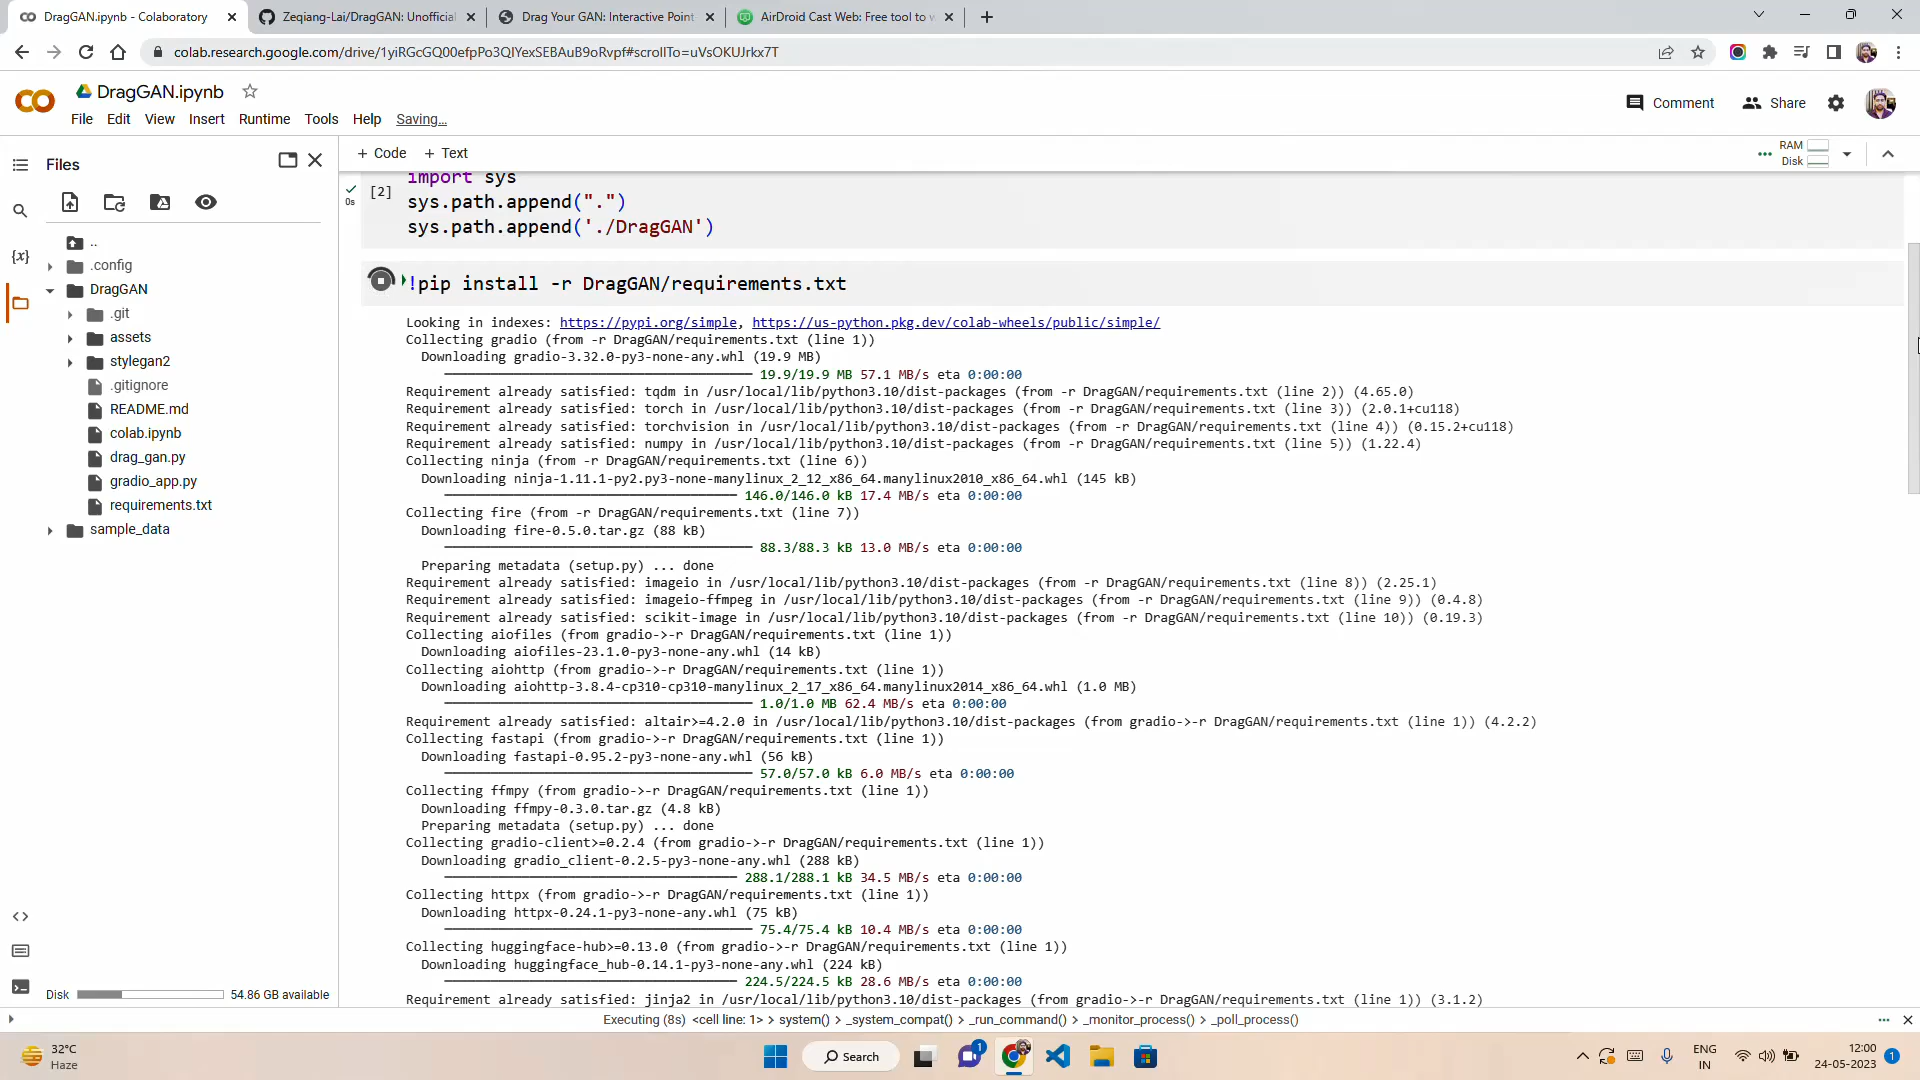 DragGAN.ipynb - Colaboratory
Zeqiang-Lai/DragGAN: Unofficial
Drag Your GAN: Interactive Point
AirDroid Cast Web: Free tool to
colab.research.google.com/drive/1yiRGcGQ00efpPo3QIYexSEBAuB9oRvpf#scrollTo=uVsOKUJrkx7T
CO
DragGAN.ipynb
Comment
Share
File Edit View Insert Runtime Tools Help Saving...
Files
+ Code + Text
RAM
Disk
{x}
..
.config
DragGAN
.git
assets
stylegan2
.gitignore
README.md
colab.ipynb
drag_gan.py
gradio_app.py
requirements.txt
sample_data
Disk 54.86 GB available
[2]
0s
import sys
sys.path.append(".")
sys.path.append('./DragGAN')
!pip install -r DragGAN/requirements.txt
Looking in indexes: https://pypi.org/simple, https://us-python.pkg.dev/colab-wheels/public/simple/
Collecting gradio (from -r DragGAN/requirements.txt (line 1))
Downloading gradio-3.32.0-py3-none-any.whl (19.9 MB)
19.9/19.9 MB 57.1 MB/s eta 0:00:00
Requirement already satisfied: tqdm in /usr/local/lib/python3.10/dist-packages (from -r DragGAN/requirements.txt (line 2)) (4.65.0)
Requirement already satisfied: torch in /usr/local/lib/python3.10/dist-packages (from -r DragGAN/requirements.txt (line 3)) (2.0.1+cu118)
Requirement already satisfied: torchvision in /usr/local/lib/python3.10/dist-packages (from -r DragGAN/requirements.txt (line 4)) (0.15.2+cu118)
Requirement already satisfied: numpy in /usr/local/lib/python3.10/dist-packages (from -r DragGAN/requirements.txt (line 5)) (1.22.4)
Collecting ninja (from -r DragGAN/requirements.txt (line 6))
Downloading ninja-1.11.1-py2.py3-none-manylinux_2_12_x86_64.manylinux2010_x86_64.whl (145 kB)
146.0/146.0 kB 17.4 MB/s eta 0:00:00
Collecting fire (from -r DragGAN/requirements.txt (line 7))
Downloading fire-0.5.0.tar.gz (88 kB)
88.3/88.3 kB 13.0 MB/s eta 0:00:00
Preparing metadata (setup.py) ... done
Requirement already satisfied: imageio in /usr/local/lib/python3.10/dist-packages (from -r DragGAN/requirements.txt (line 8)) (2.25.1)
Requirement already satisfied: imageio-ffmpeg in /usr/local/lib/python3.10/dist-packages (from -r DragGAN/requirements.txt (line 9)) (0.4.8)
Requirement already satisfied: scikit-image in /usr/local/lib/python3.10/dist-packages (from -r DragGAN/requirements.txt (line 10)) (0.19.3)
Collecting aiofiles (from gradio->-r DragGAN/requirements.txt (line 1))
Downloading aiofiles-23.1.0-py3-none-any.whl (14 kB)
Collecting aiohttp (from gradio->-r DragGAN/requirements.txt (line 1))
Downloading aiohttp-3.8.4-cp310-cp310-manylinux_2_17_x86_64.manylinux2014_x86_64.whl (1.0 MB)
1.0/1.0 MB 62.4 MB/s eta 0:00:00
Requirement already satisfied: altair>=4.2.0 in /usr/local/lib/python3.10/dist-packages (from gradio->-r DragGAN/requirements.txt (line 1)) (4.2.2)
Collecting fastapi (from gradio->-r DragGAN/requirements.txt (line 1))
Downloading fastapi-0.95.2-py3-none-any.whl (56 kB)
57.0/57.0 kB 6.0 MB/s eta 0:00:00
Collecting ffmpy (from gradio->-r DragGAN/requirements.txt (line 1))
Downloading ffmpy-0.3.0.tar.gz (4.8 kB)
Preparing metadata (setup.py) ... done
Collecting gradio-client>=0.2.4 (from gradio->-r DragGAN/requirements.txt (line 1))
Downloading gradio_client-0.2.5-py3-none-any.whl (288 kB)
288.1/288.1 kB 34.5 MB/s eta 0:00:00
Collecting httpx (from gradio->-r DragGAN/requirements.txt (line 1))
Downloading httpx-0.24.1-py3-none-any.whl (75 kB)
75.4/75.4 kB 10.4 MB/s eta 0:00:00
Collecting huggingface-hub>=0.13.0 (from gradio->-r DragGAN/requirements.txt (line 1))
Downloading huggingface_hub-0.14.1-py3-none-any.whl (224 kB)
224.5/224.5 kB 28.6 MB/s eta 0:00:00
Requirement already satisfied: jinja2 in /usr/local/lib/python3.10/dist-packages (from gradio->-r DragGAN/requirements.txt (line 1)) (3.1.2)
Executing (8s) <cell line: 1> > system() > _system_compat() > _run_command() > _monitor_process() > _poll_process()
32°C
Haze
Search
1
ENG
IN
12:00
24-05-2023
1